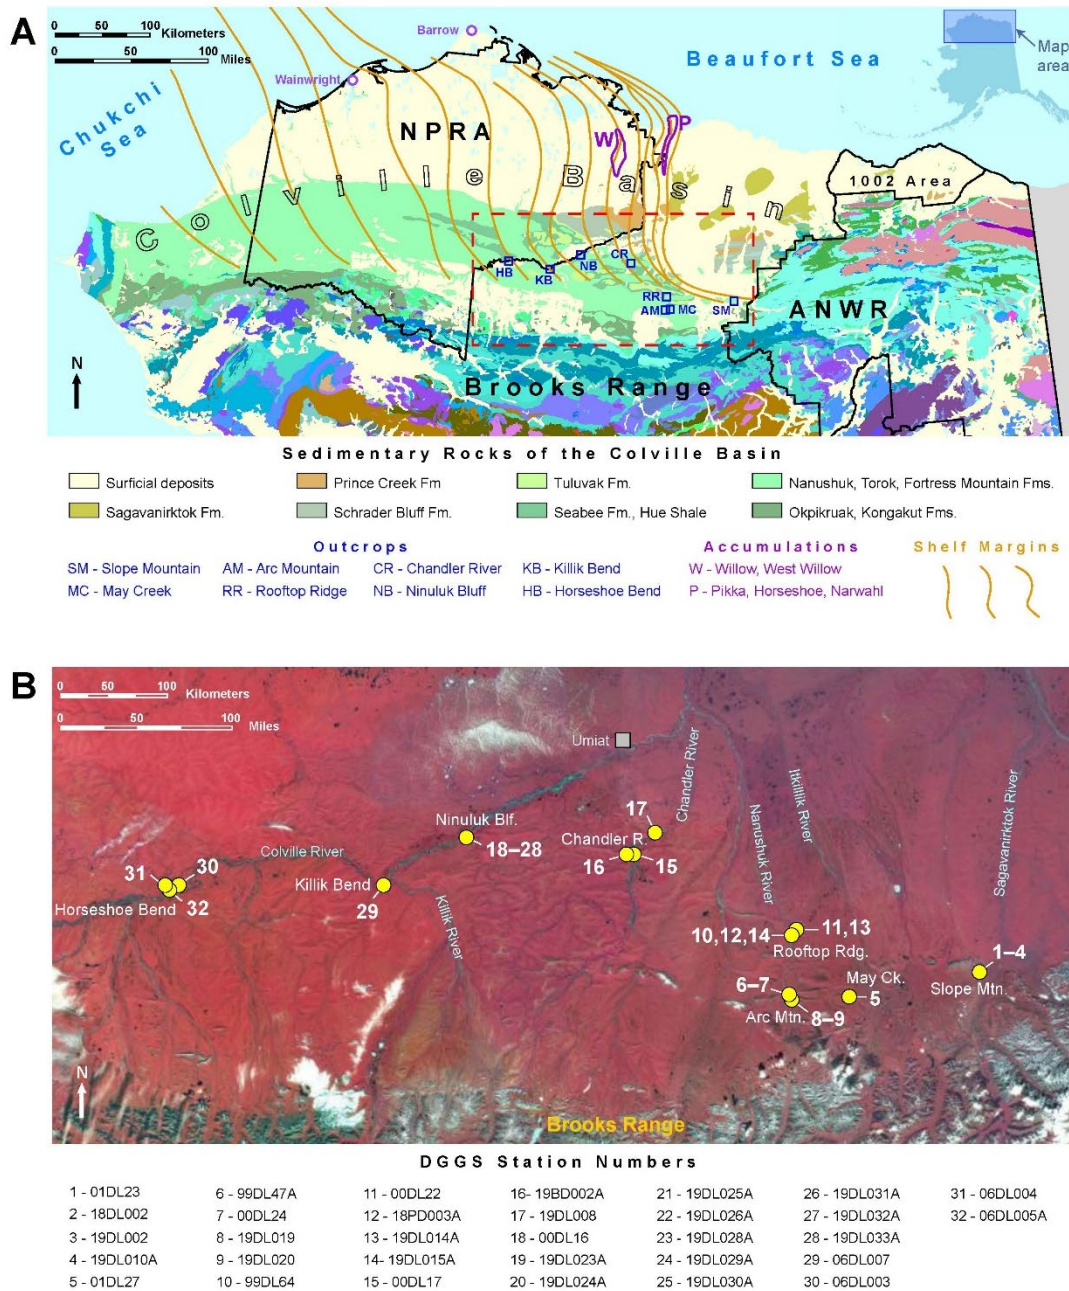 A
0 50 100
Kilometers
0 50 100
Miles
Barrow
Wainwright
Beaufort Sea
Map
area
Chukchi
Sea
NPRA
W
P
Colville Basin
1002 Area
HB
KB
NB
CR
RR
AM
MC
SM
ANWR
Brooks Range
N
Sedimentary Rocks of the Colville Basin
Surficial deposits
Prince Creek Fm
Tuluvak Fm.
Nanushuk, Torok, Fortress Mountain Fms.
Sagavanirktok Fm.
Schrader Bluff Fm.
Seabee Fm., Hue Shale
Okpikruak, Kongakut Fms.
Outcrops
Accumulations
Shelf Margins
SM - Slope Mountain
AM - Arc Mountain
CR - Chandler River
KB - Killik Bend
W - Willow, West Willow
MC - May Creek
RR - Rooftop Ridge
NB - Ninuluk Bluff
HB - Horseshoe Bend
P - Pikka, Horseshoe, Narwahl
B
0 50 100
Kilometers
0 50 100
Miles
Umiat
Chandler River
Itkillik River
Sagavanirktok River
Nanushuk River
Ninuluk Blf.
18–28
17
Chandler R.
16
15
Colville River
31
30
32
Horseshoe Bend
Killik Bend
29
Killik River
10,12,14
11,13
Rooftop Rdg.
6–7
May Ck.
5
1–4
Slope Mtn.
Arc Mtn.
8–9
N
Brooks Range
DGGS Station Numbers
1 - 01DL23
6 - 99DL47A
11 - 00DL22
16- 19BD002A
21 - 19DL025A
26 - 19DL031A
31 - 06DL004
2 - 18DL002
7 - 00DL24
12 - 18PD003A
17 - 19DL008
22 - 19DL026A
27 - 19DL032A
32 - 06DL005A
3 - 19DL002
8 - 19DL019
13 - 19DL014A
18 - 00DL16
23 - 19DL028A
28 - 19DL033A
4 - 19DL010A
9 - 19DL020
14- 19DL015A
19 - 19DL023A
24 - 19DL029A
29 - 06DL007
5 - 01DL27
10 - 99DL64
15 - 00DL17
20 - 19DL024A
25 - 19DL030A
30 - 06DL003